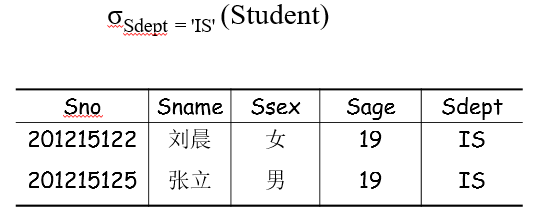 σSdept = 'IS' (Student)
Sno Sname Ssex Sage Sdept
201215122 刘晨 女 19 IS
201215125 张立 男 19 IS